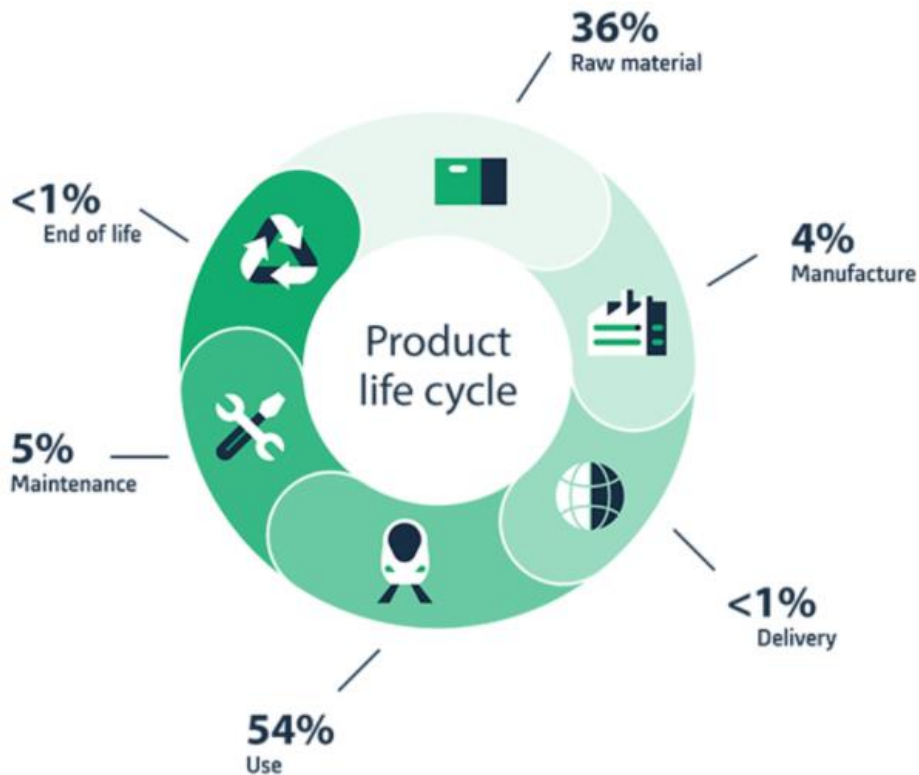 36%
Raw material
<1%
End of life
4%
Manufacture
Product
life cycle
5%
Maintenance
<1%
Delivery
54%
Use